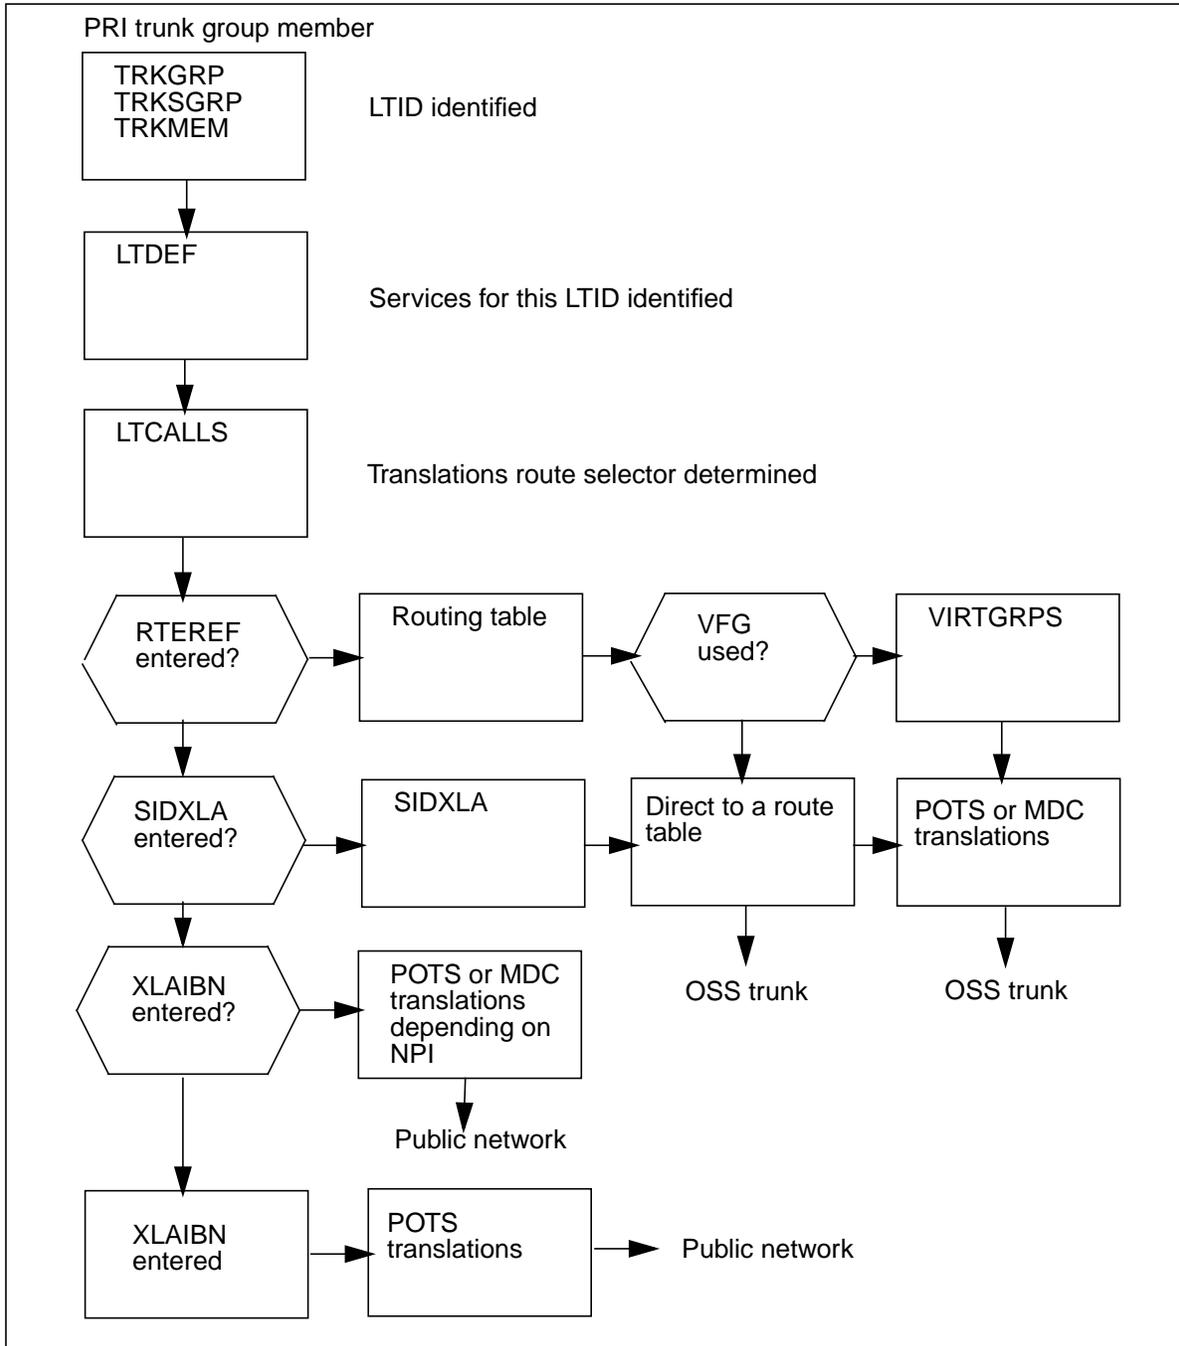 PRI trunk group member
TRKGRP
TRKSGRP
TRKMEM
LTID identified
LTDEF
Services for this LTID identified
LTCALLS
Translations route selector determined
RTEREF
entered?
Routing table
VFG
used?
VIRTGRPS
SIDXLA
entered?
SIDXLA
Direct to a route
table
POTS or MDC
translations
OSS trunk
OSS trunk
XLAIBN
entered?
POTS or MDC
translations
depending on
NPI
Public network
XLAIBN
entered
POTS
translations
Public network